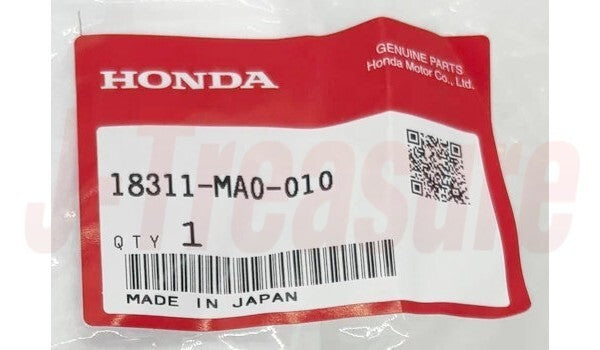 HONDA
GENUINE PARTS
Honda Motor Co., Ltd.
18311-MA0-010
QTY 1
MADE IN JAPAN
J-Treasure